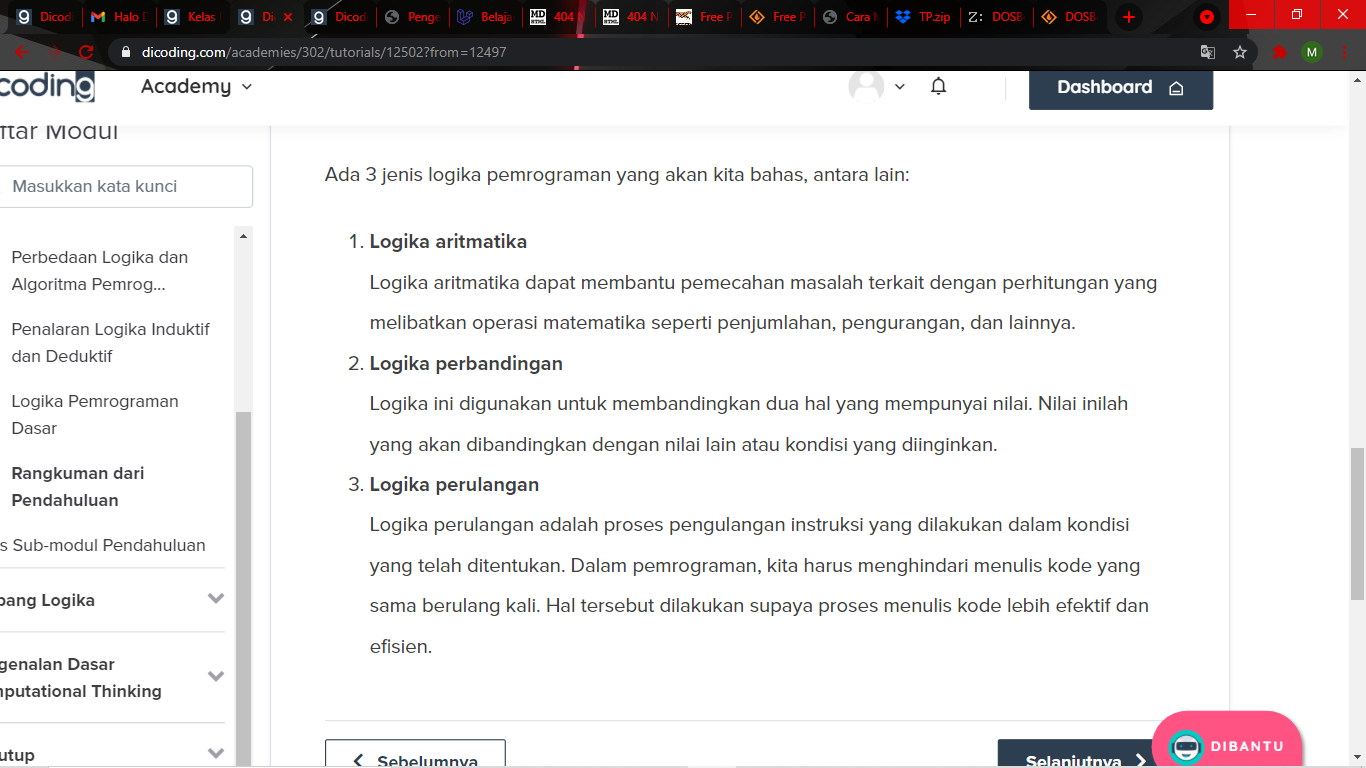 Dicodi
Halo D
Kelas
Di
Dicod
Penge
Belaja
404 N
404 N
Free P
Free P
Cara M
TP.zip
Z: DOSB
DOSB
dicoding.com/academies/302/tutorials/12502?from=12497
M
coding
Academy
Dashboard
ftar Modul
Masukkan kata kunci
Perbedaan Logika dan
Algoritma Pemrog...
Penalaran Logika Induktif
dan Deduktif
Logika Pemrograman
Dasar
Rangkuman dari
Pendahuluan
s Sub-modul Pendahuluan
bang Logika
genalan Dasar
mputational Thinking
utup
Ada 3 jenis logika pemrograman yang akan kita bahas, antara lain:
1. Logika aritmatika
Logika aritmatika dapat membantu pemecahan masalah terkait dengan perhitungan yang
melibatkan operasi matematika seperti penjumlahan, pengurangan, dan lainnya.
2. Logika perbandingan
Logika ini digunakan untuk membandingkan dua hal yang mempunyai nilai. Nilai inilah
yang akan dibandingkan dengan nilai lain atau kondisi yang diinginkan.
3. Logika perulangan
Logika perulangan adalah proses pengulangan instruksi yang dilakukan dalam kondisi
yang telah ditentukan. Dalam pemrograman, kita harus menghindari menulis kode yang
sama berulang kali. Hal tersebut dilakukan supaya proses menulis kode lebih efektif dan
efisien.
Sebelumnya
Selanjutnya
DIBANTU